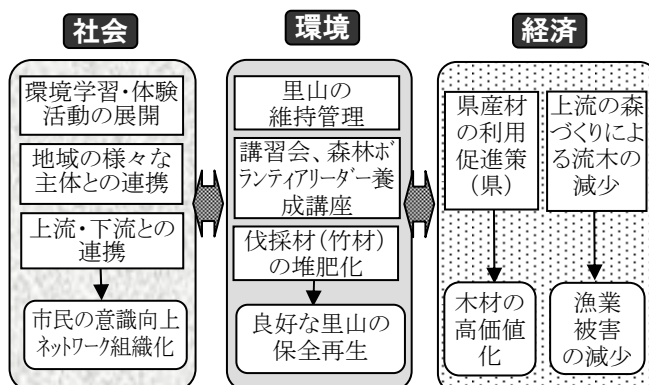 社会
環境学習・体験
活動の展開
地域の様々な
主体との連携
上流・下流との
連携
市民の意識向上
ネットワーク組織化
環境
里山の
維持管理
講習会、森林ボ
ランティアリーダー養
成講座
伐採材(竹材)
の堆肥化
良好な里山の
保全再生
経済
県産材
の利用
促進策
(県)
上流の森
づくりによ
る流木の
減少
木材の
高価値
化
漁業
被害
の減少